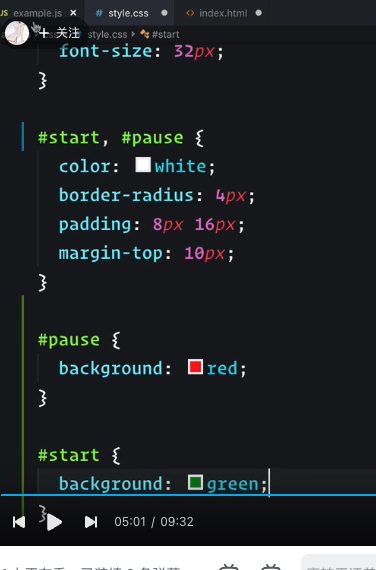 JS example.js × # style.css ● <> index.html ●
+ 关注
style.css > #start
font-size: 32px;
}
#start, #pause {
color: white;
border-radius: 4px;
padding: 8px 16px;
margin-top: 10px;
}
#pause {
background: red;
}
#start {
background: green;
}
05:01 / 09:32